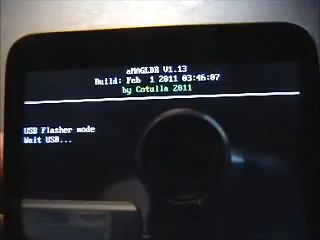 aMAGLDR V1.13
Build: Feb 1 2011 03:46:07
by Cotulla 2011
USB Flasher mode
Wait USB...